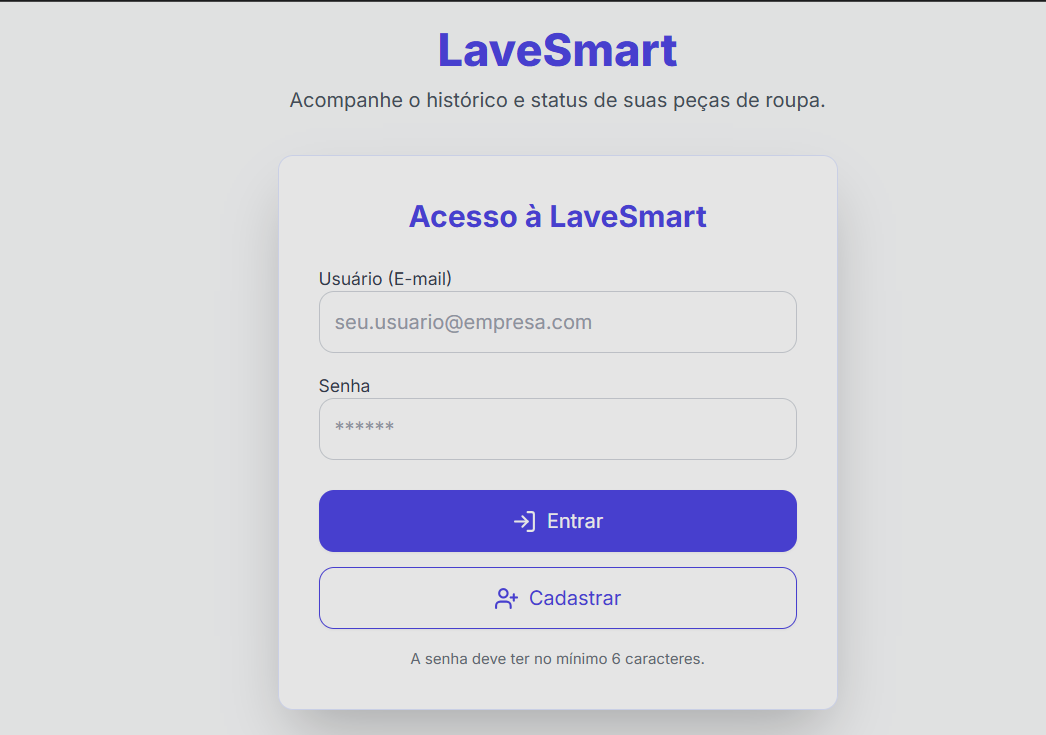 LaveSmart
Acompanhe o histórico e status de suas peças de roupa.
Acesso à LaveSmart
Usuário (E-mail)
seu.usuario@empresa.com
Senha
******
Entrar
Cadastrar
A senha deve ter no mínimo 6 caracteres.